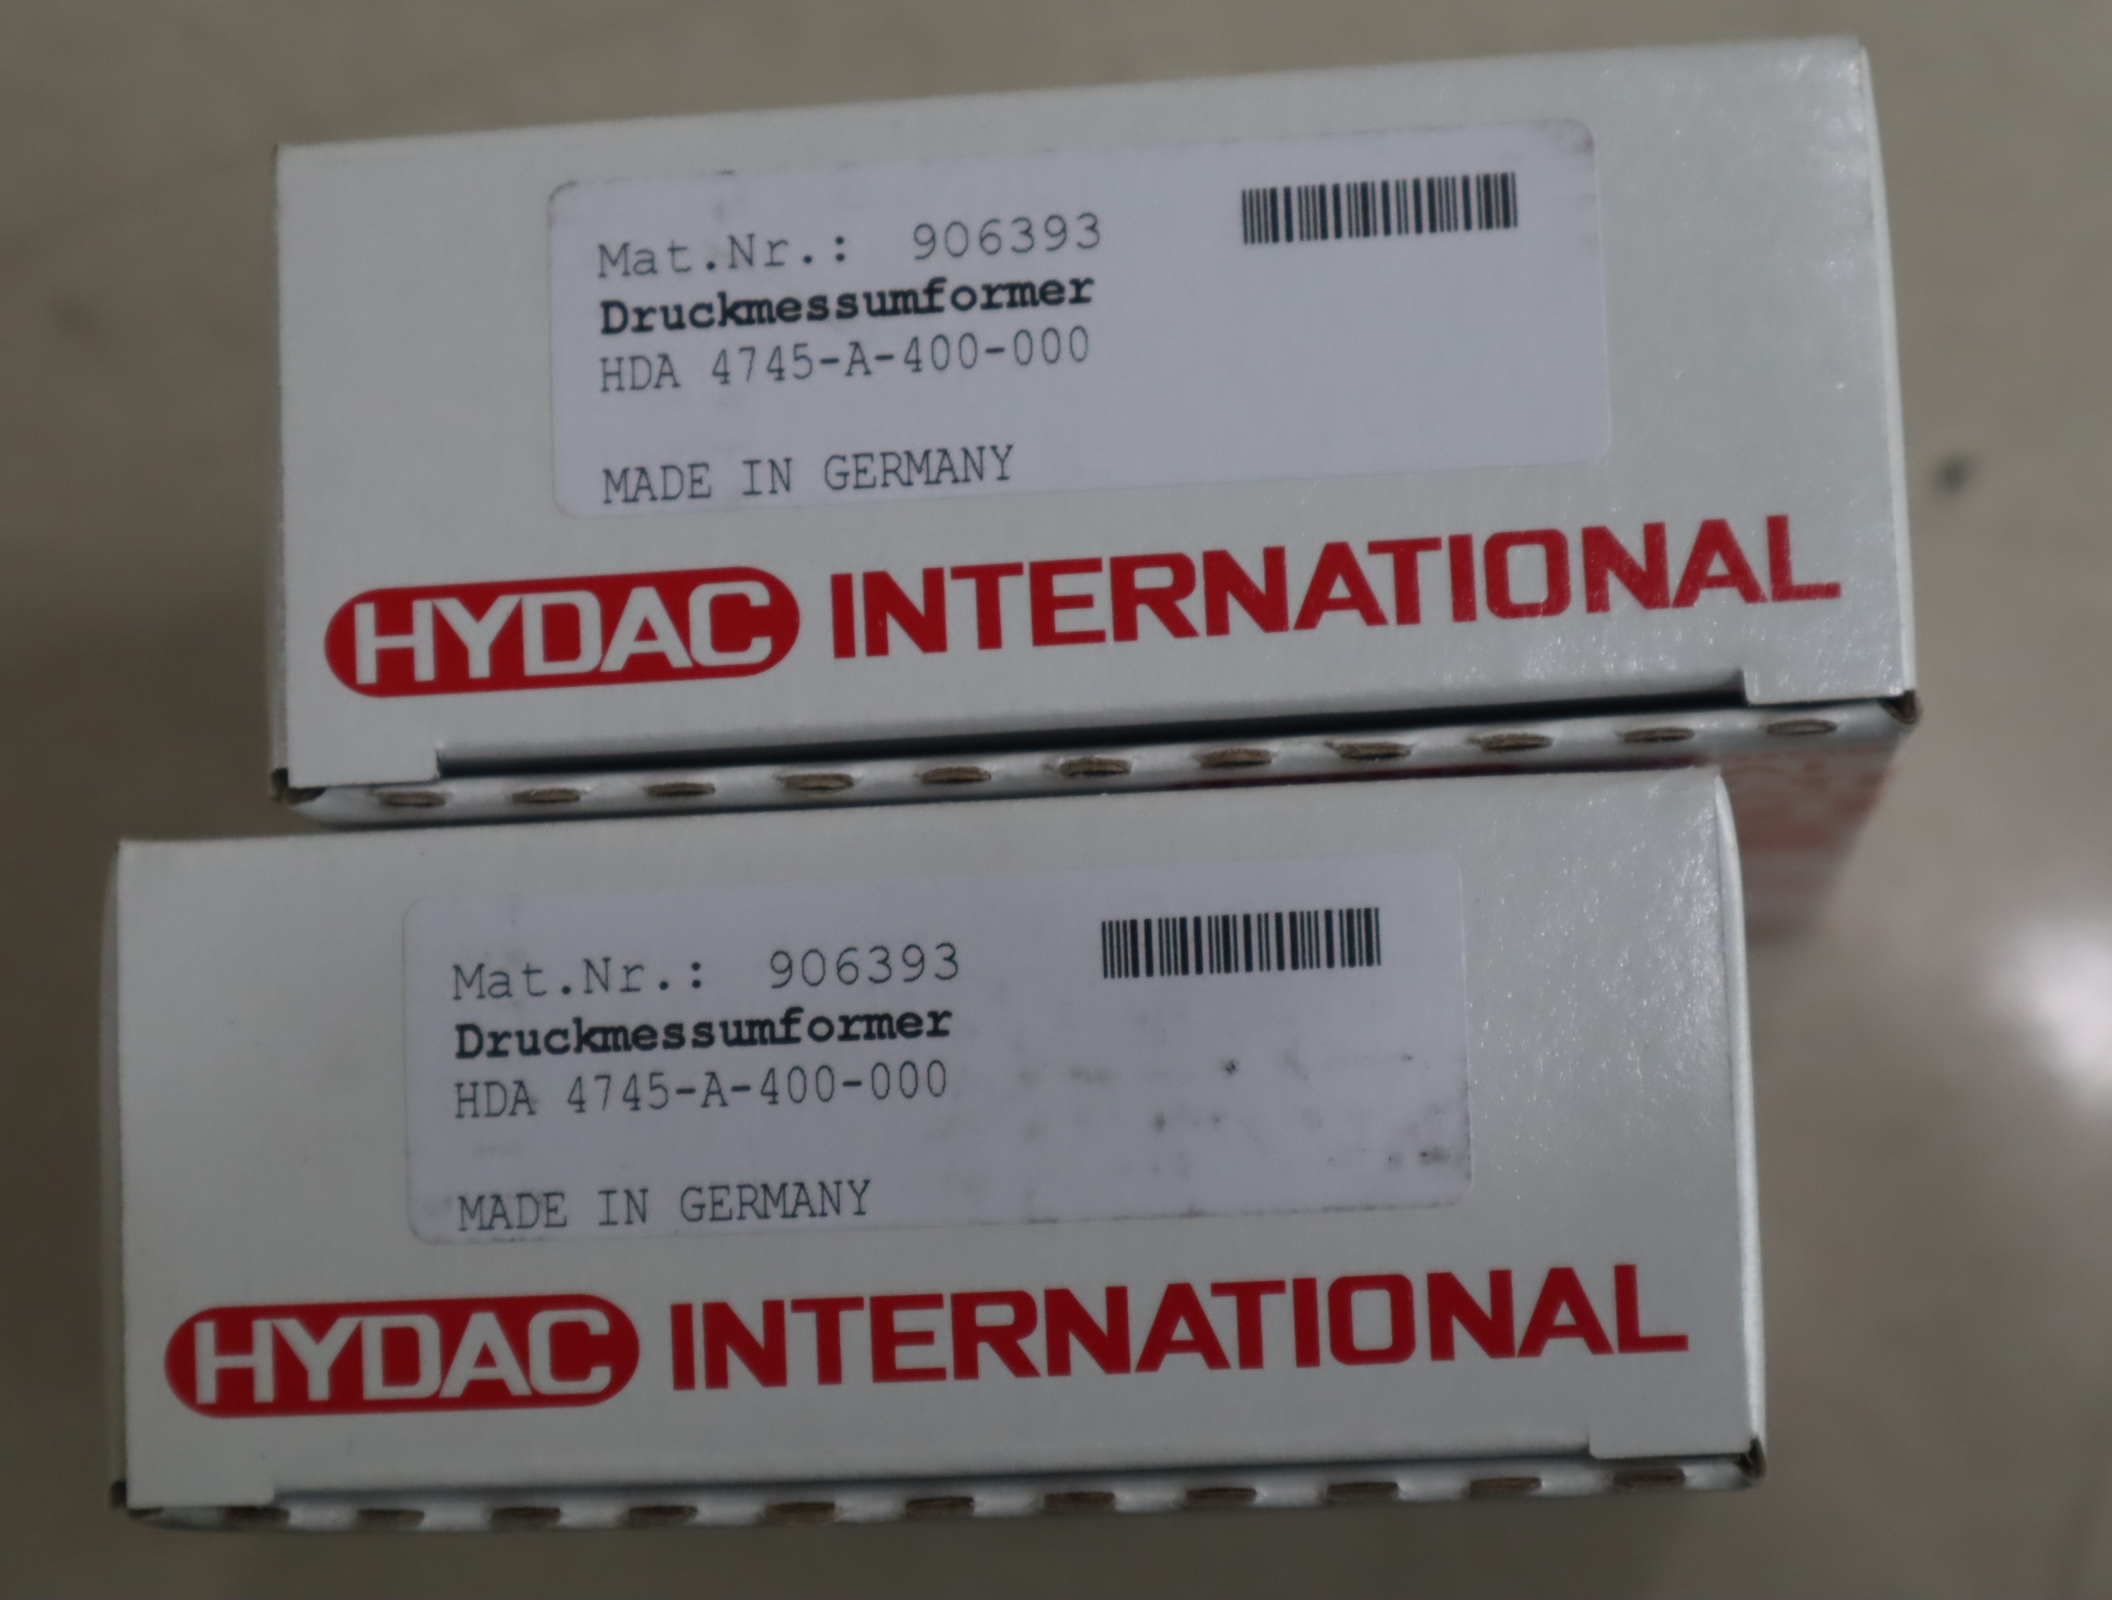 Mat.Nr.: 906393
Druckmessumformer
HDA 4745-A-400-000
MADE IN GERMANY
HYDAC INTERNATIONAL
Mat.Nr.: 906393
Druckmessumformer
HDA 4745-A-400-000
MADE IN GERMANY
HYDAC INTERNATIONAL